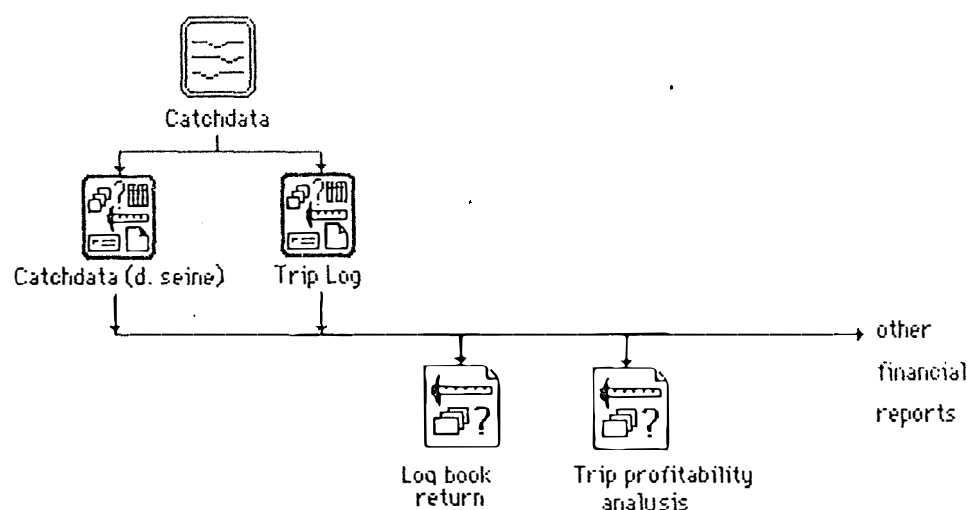 Catchdata
Catchdata (d. seine)
Trip Log
other
financial
reports
Log book
return
Trip profitability
analysis